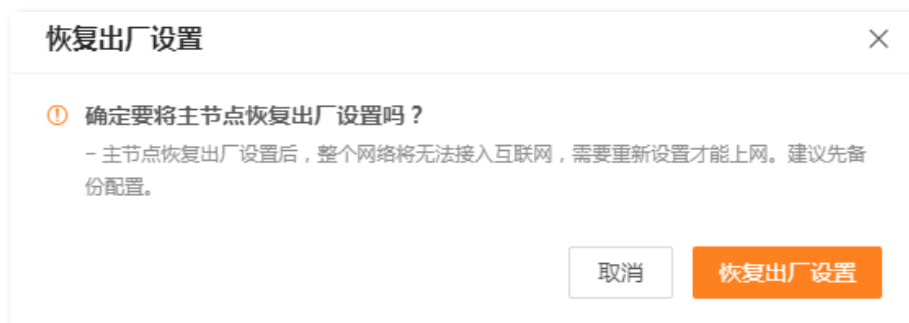 恢复出厂设置
确定要将主节点恢复出厂设置吗？
– 主节点恢复出厂设置后，整个网络将无法接入互联网，需要重新设置才能上网。建议先备
份配置。
取消
恢复出厂设置